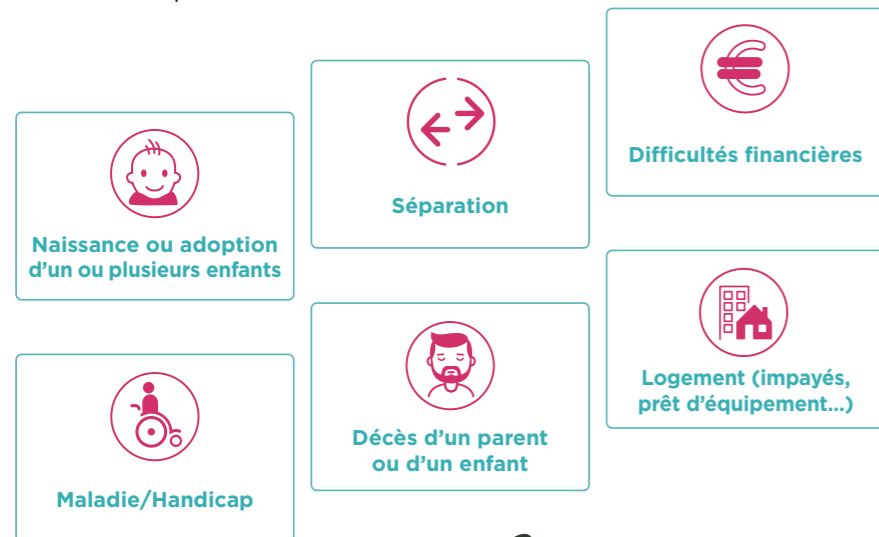 Difficultés financières
Séparation
Naissance ou adoption
d'un ou plusieurs enfants
Logement (impayés,
prêt d'équipement...)
Décès d'un parent
ou d'un enfant
Maladie/Handicap